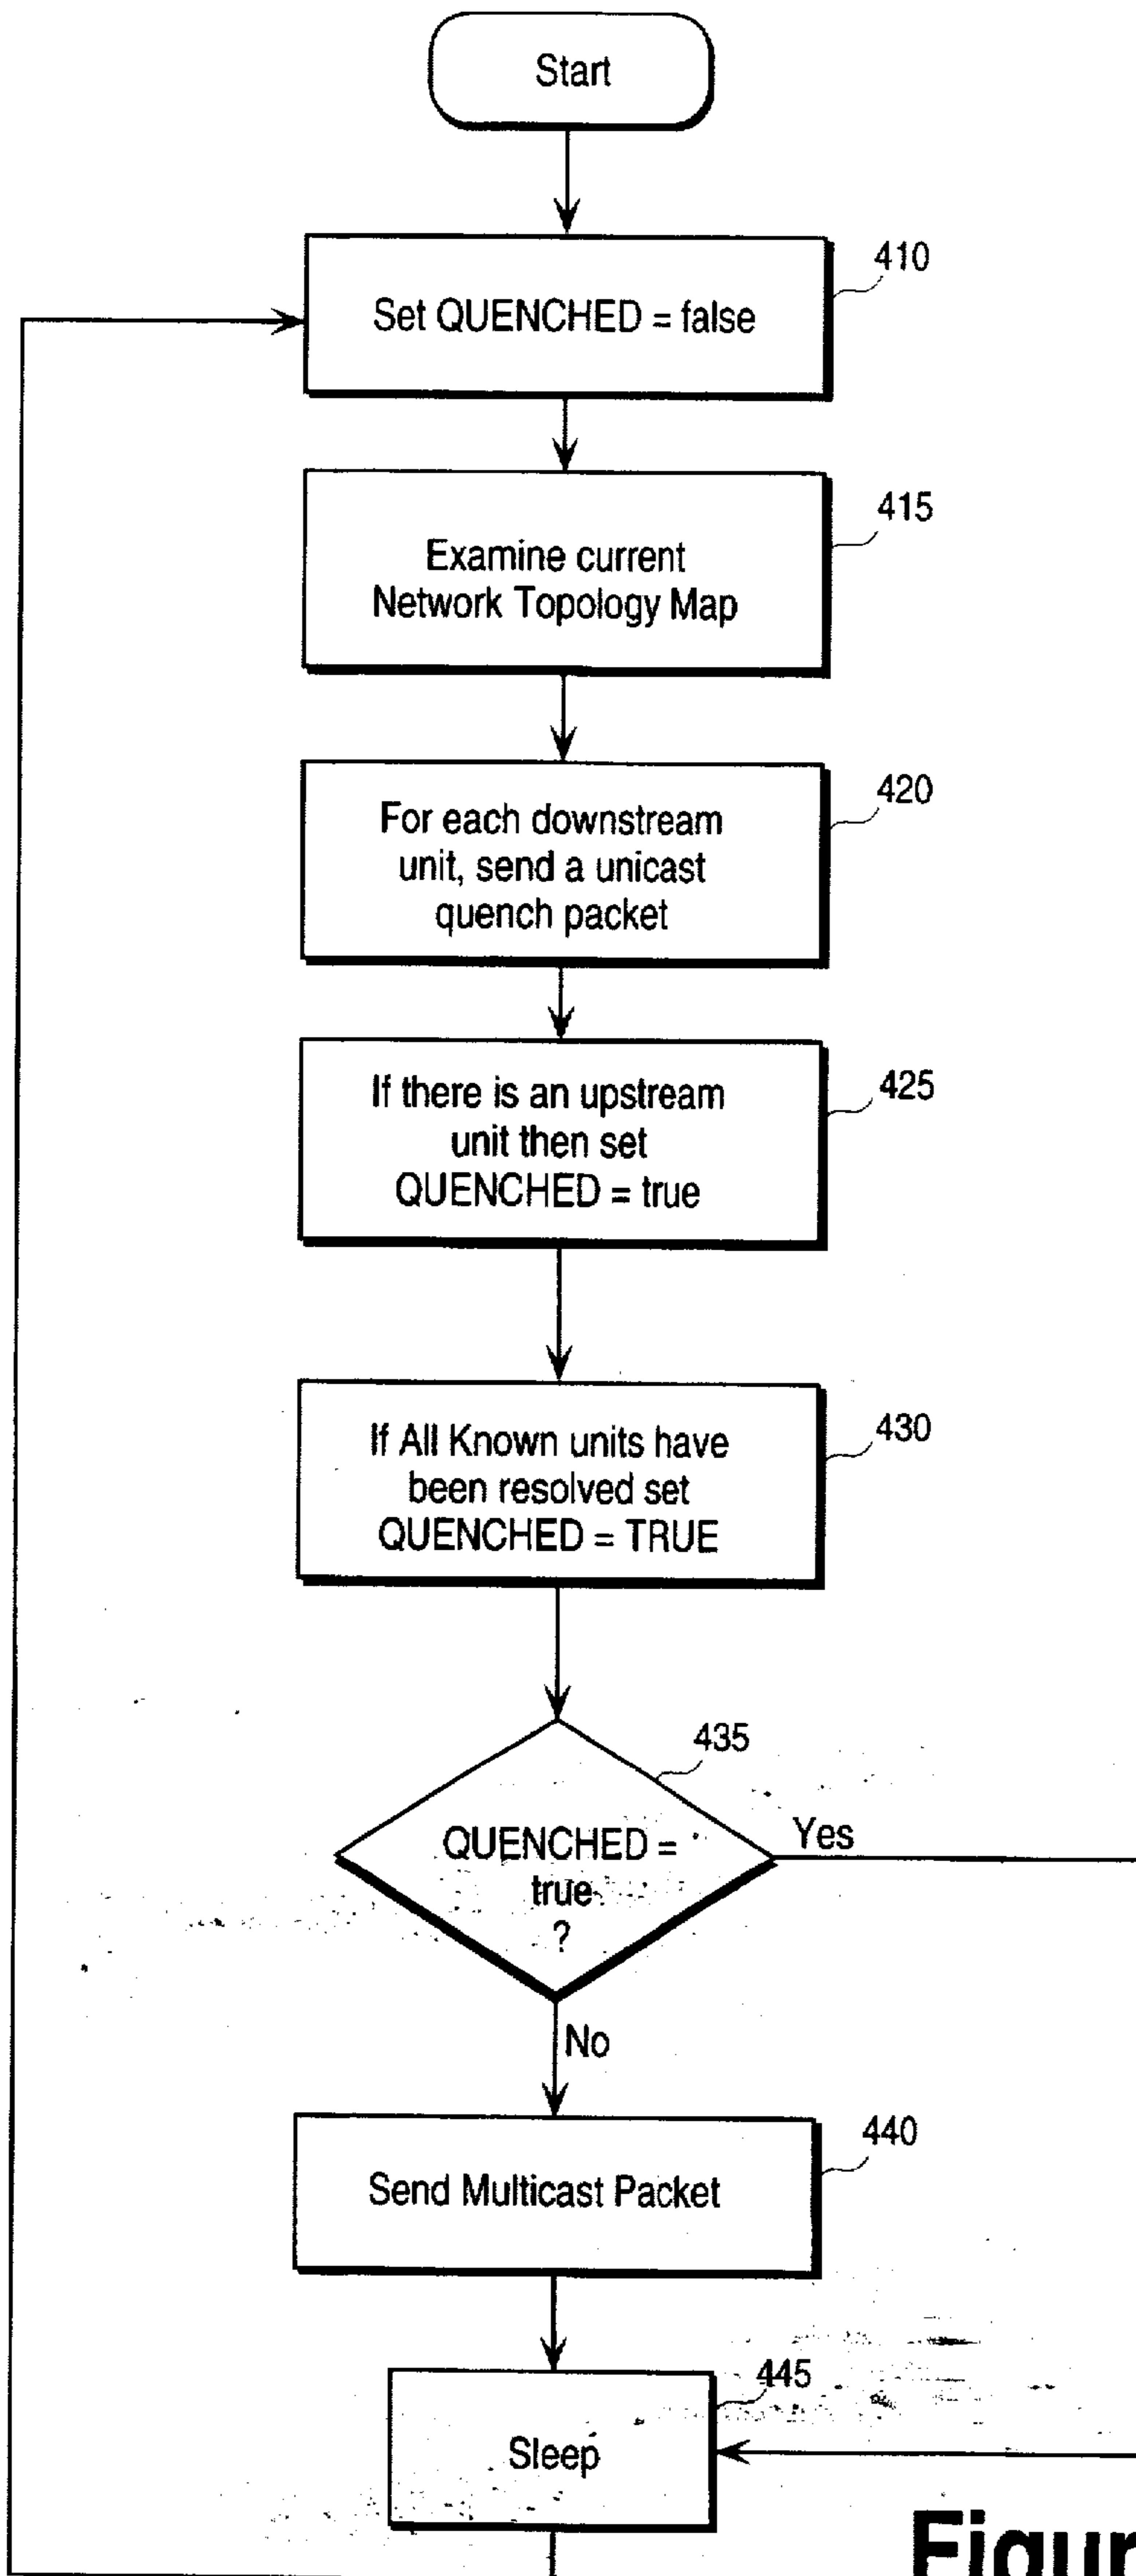 Start
410
Set QUENCHED = false
415
Examine current
Network Topology Map
420
For each downstream
unit, send a unicast
quench packet
425
If there is an upstream
unit then set
QUENCHED = true
430
If All Known units have
been resolved set
QUENCHED = TRUE
435
QUENCHED =
true
?
Yes
No
440
Send Multicast Packet
445
Sleep